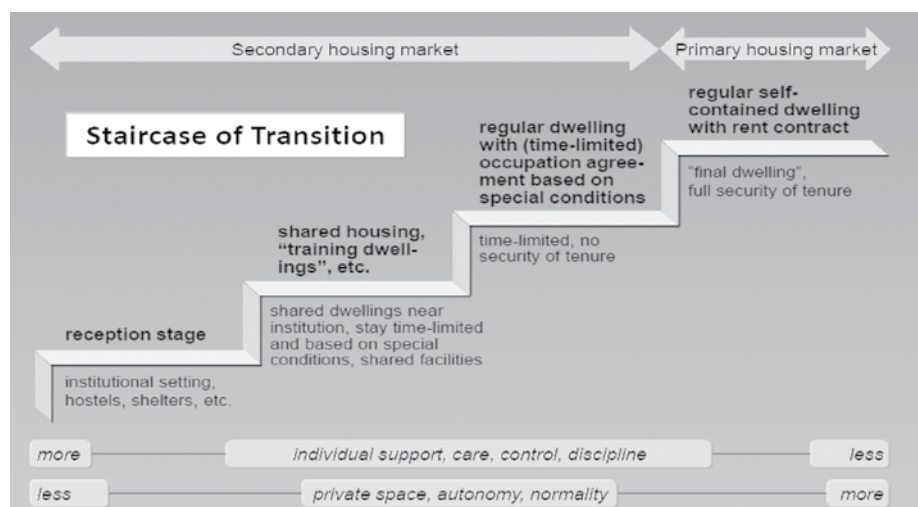 Secondary housing market
Primary housing market
Staircase of Transition
reception stage
institutional setting,
hostels, shelters, etc.
shared housing,
“training dwell-
ings”, etc.
shared dwellings near
institution, stay time-limited
and based on special
conditions, shared facilities
regular dwelling
with (time-limited)
occupation agree-
ment based on
special conditions
time-limited, no
security of tenure
regular self-
contained dwelling
with rent contract
“final dwelling”,
full security of tenure
more
individual support, care, control, discipline
less
less
private space, autonomy, normality
more